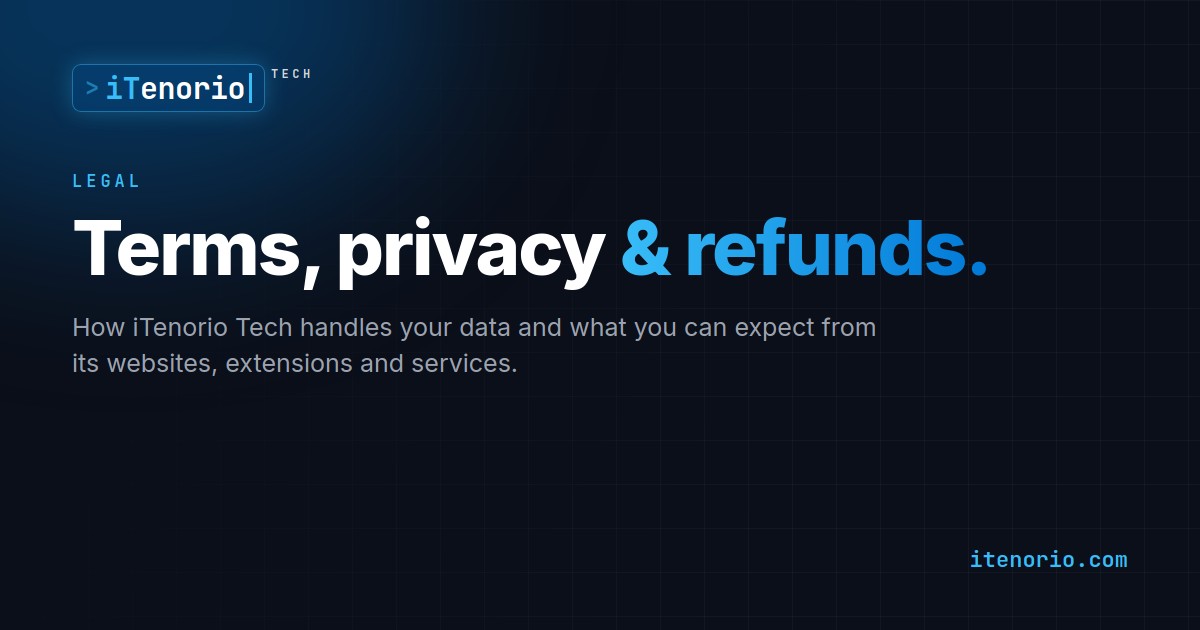 > iTenorio TECH
LEGAL
Terms, privacy & refunds.
How iTenorio Tech handles your data and what you can expect from
its websites, extensions and services.
itenorio.com